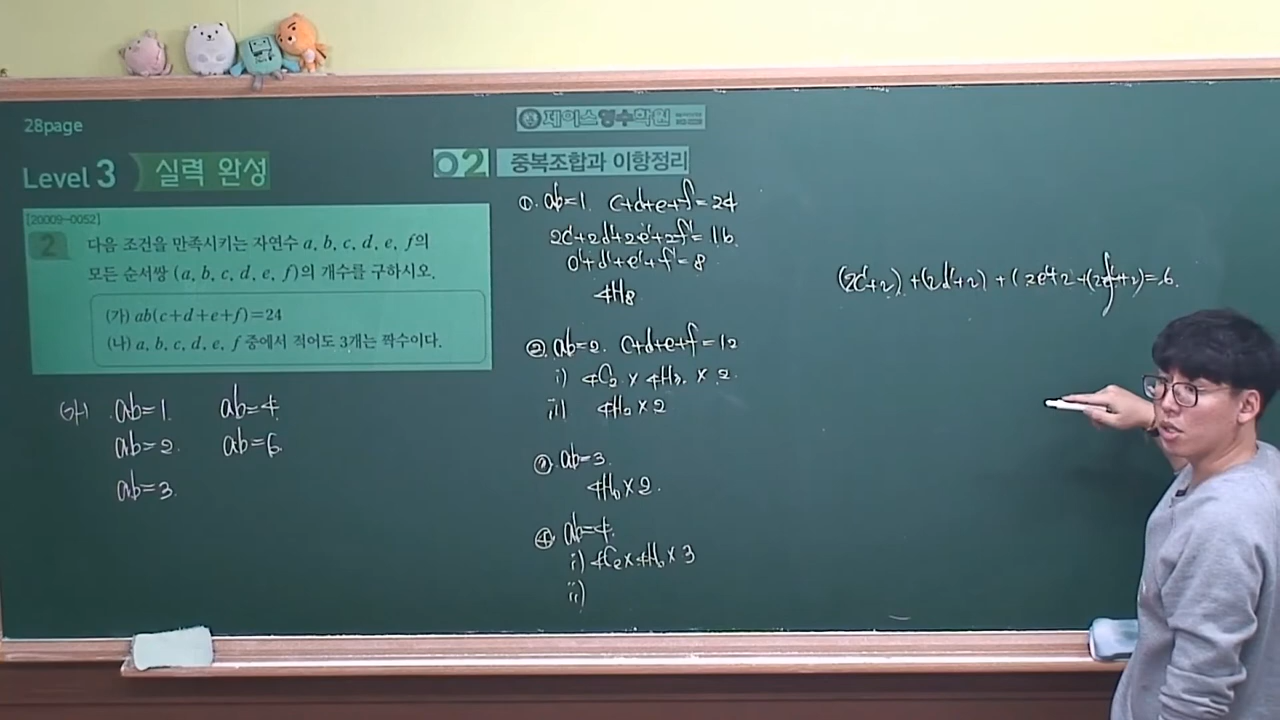 28page
제이스영수학원
Level 3 실력 완성
02 중복조합과 이항정리
[20009-0052]
2 다음 조건을 만족시키는 자연수 a, b, c, d, e, f의
모든 순서쌍 (a, b, c, d, e, f)의 개수를 구하시오.
(가) ab(c+d+e+f)=24
(나) a, b, c, d, e, f 중에서 적어도 3개는 짝수이다.
ab=1. ab=4
ab=2. ab=6.
ab=3.
①. ab=1. c+d+e+f=24
2c'+2d'+2e'+2f'=16.
c'+d'+e'+f'=8
4H8
②. ab=2. c+d+e+f=12
i) 4C2 × 4H3. × 2.
ii) 4H2 × 2
③. ab=3.
4H0 × 2.
④ ab=4.
i) 4C2 × 4H1 × 3
ii)
(2c'+2) +(2d'+2) + (2e'+2 +(2f'+2)=6.